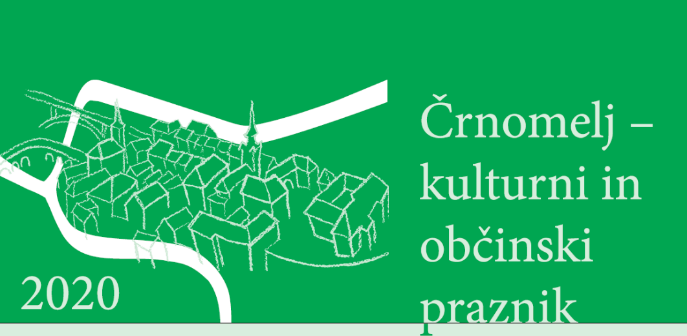 Črnomelj –
kulturni in
občinski
praznik
2020